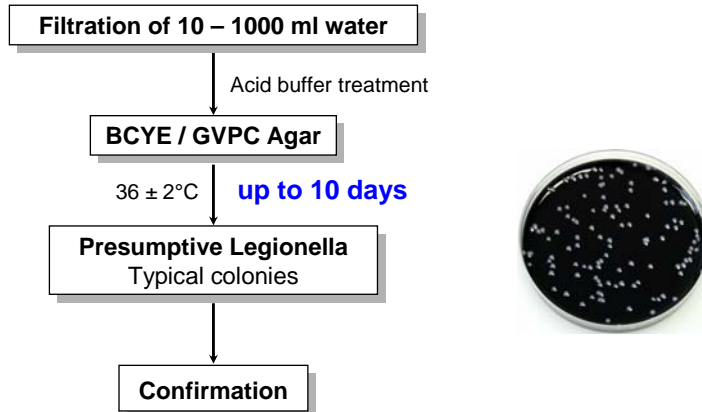 Filtration of 10 – 1000 ml water
Acid buffer treatment
BCYE / GVPC Agar
36 ± 2°C up to 10 days
Presumptive Legionella
Typical colonies
Confirmation